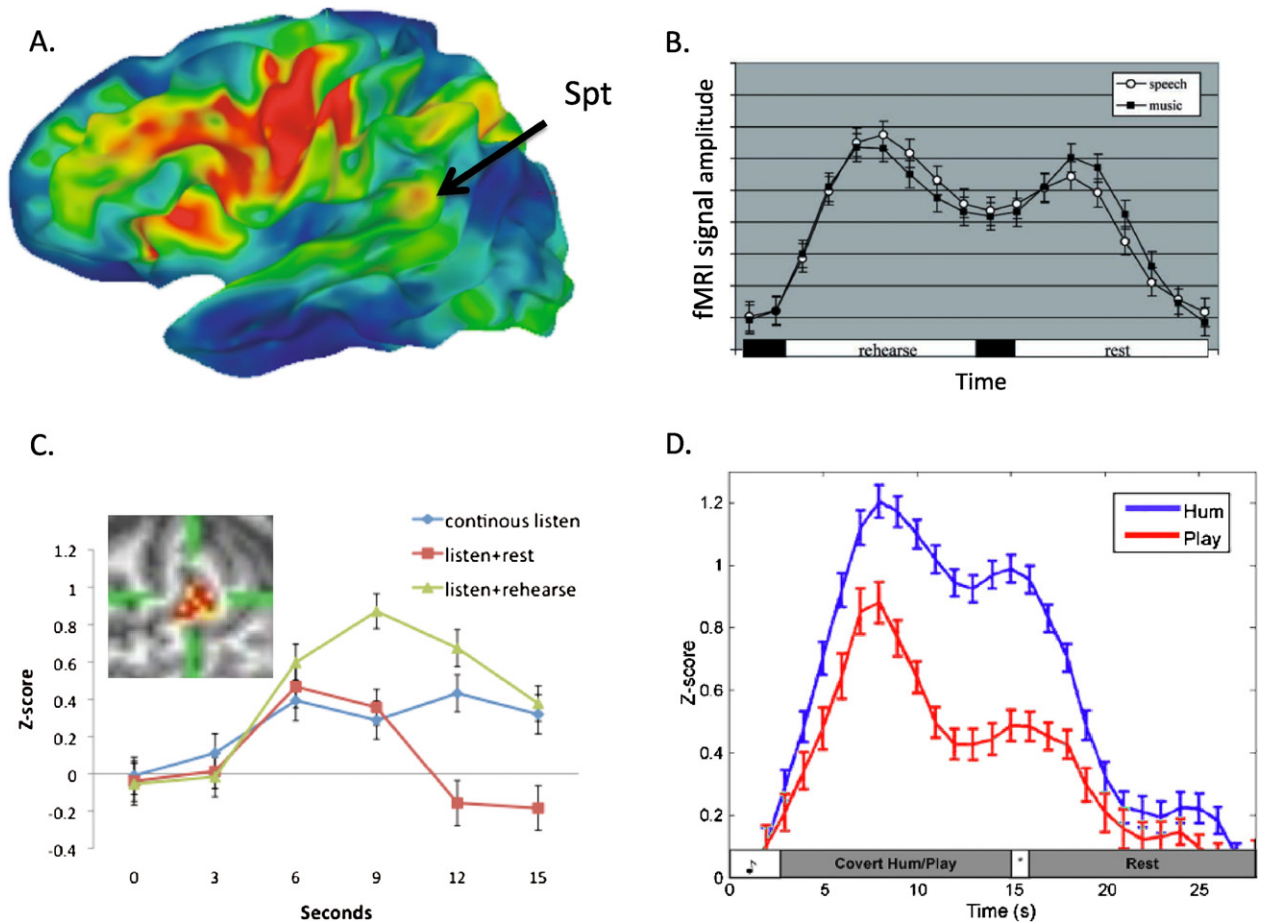 A.
Spt
B.
fMRI signal amplitude
speech
music
rehearse
rest
Time
C.
continous listen
listen+rest
listen+rehearse
Z-score
1.2
1
0.8
0.6
0.4
0.2
0
-0.2
-0.4
0 3 6 9 12 15
Seconds
D.
Hum
Play
Z-score
1.2
1
0.8
0.6
0.4
0.2
0
Covert Hum/Play
*
Rest
0 5 10 15 20 25
Time (s)